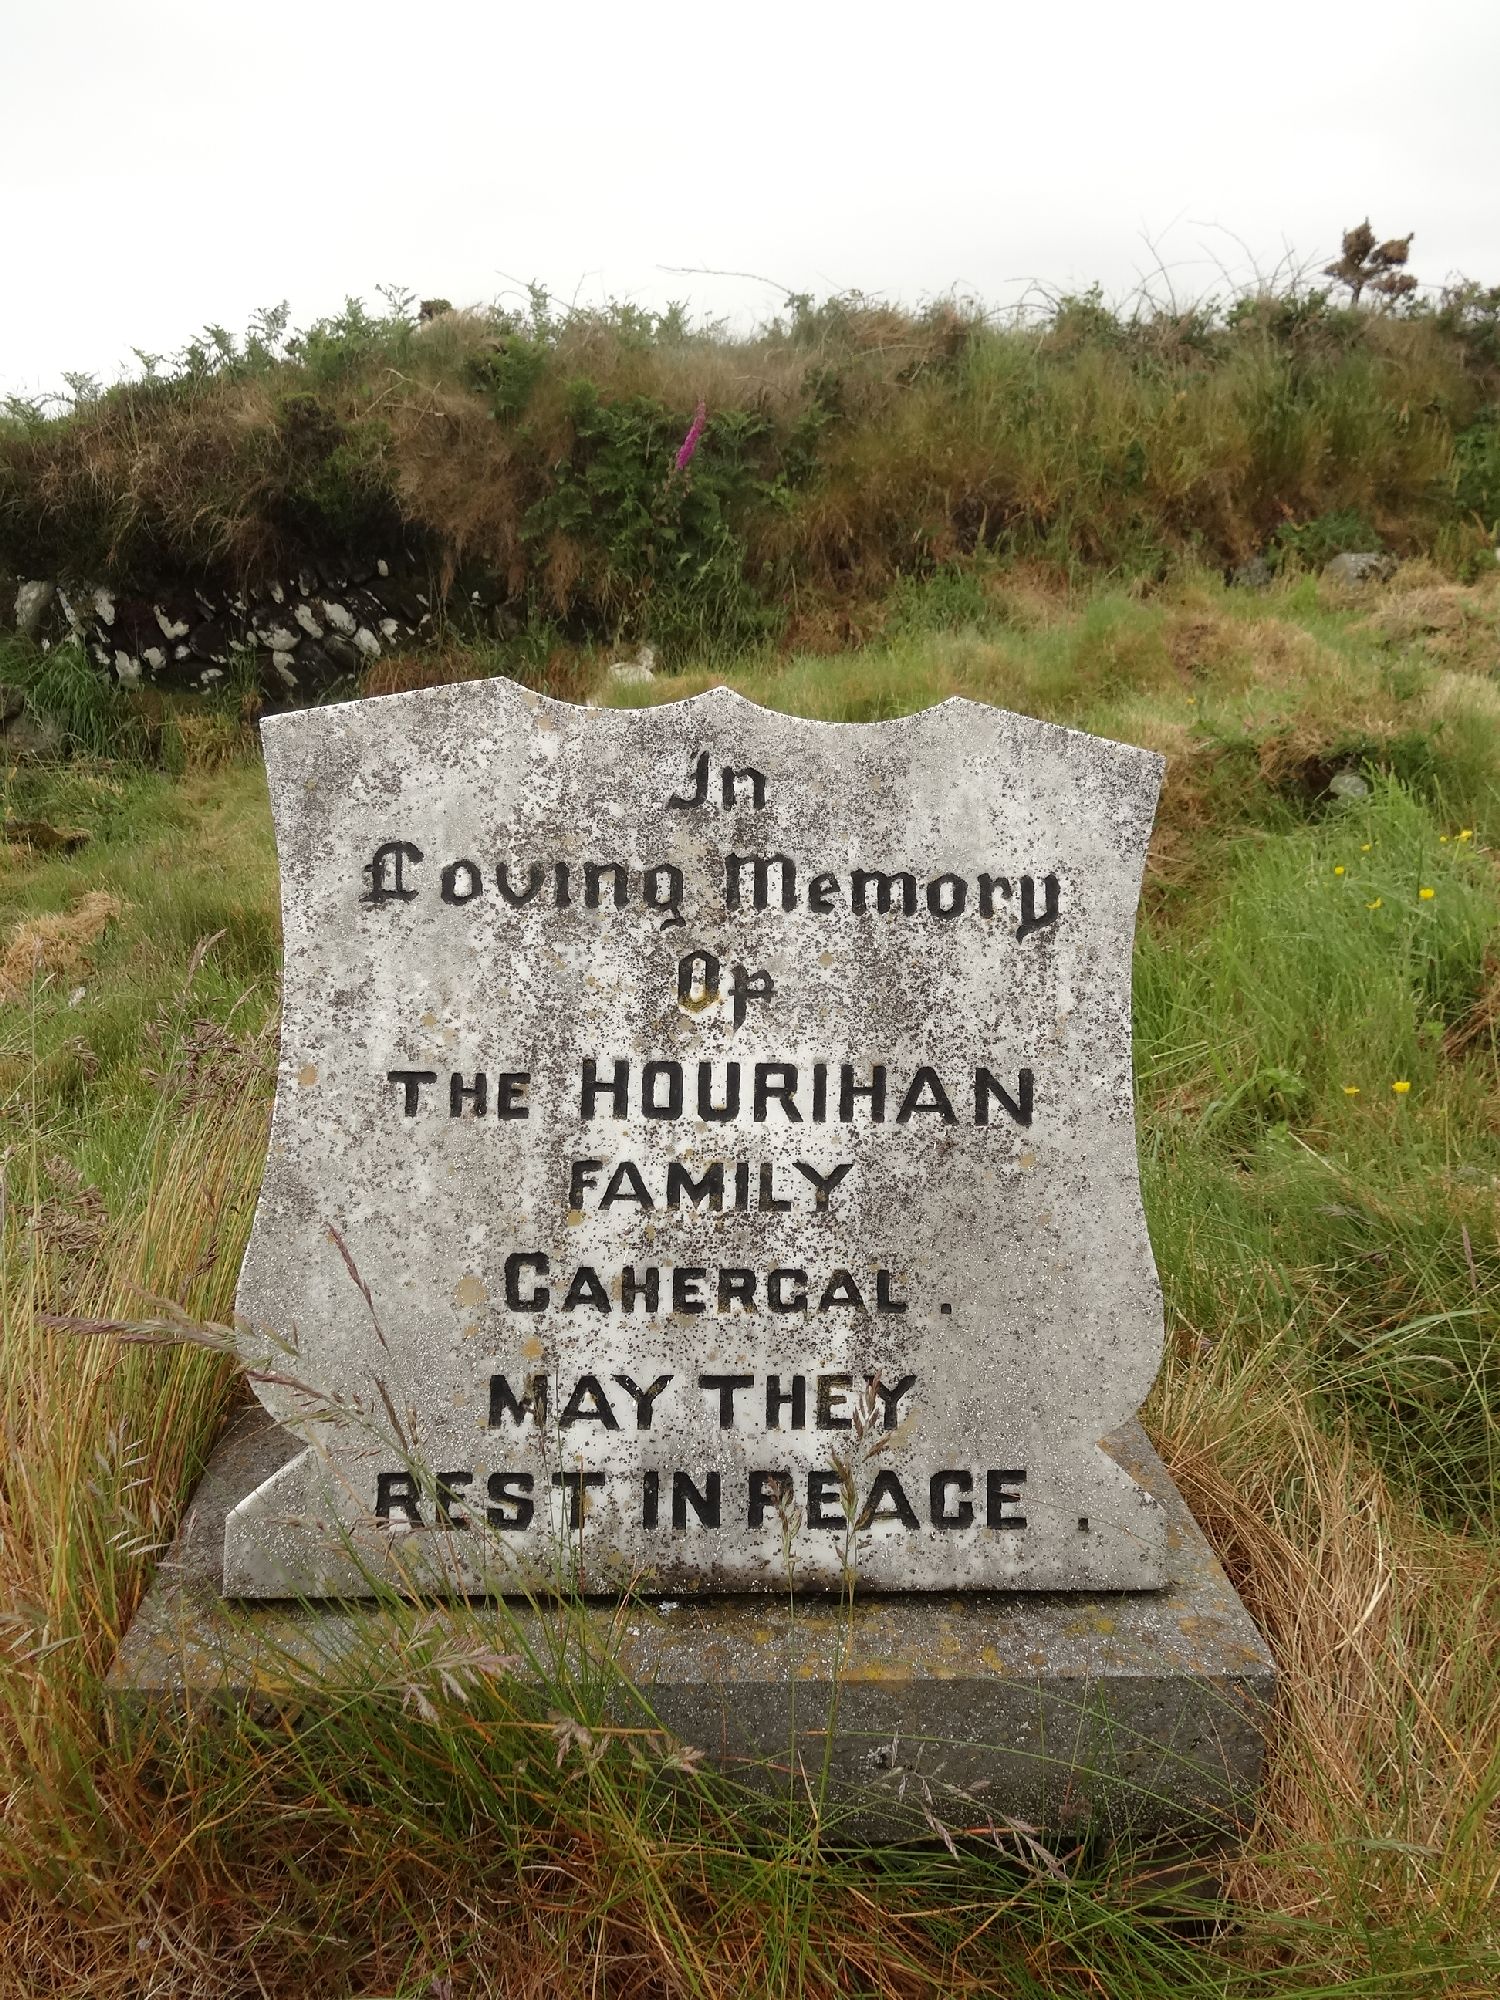 In
Loving Memory
Of
THE HOURIHAN
FAMILY
CAHERGAL.
MAY THEY
REST IN PEACE.